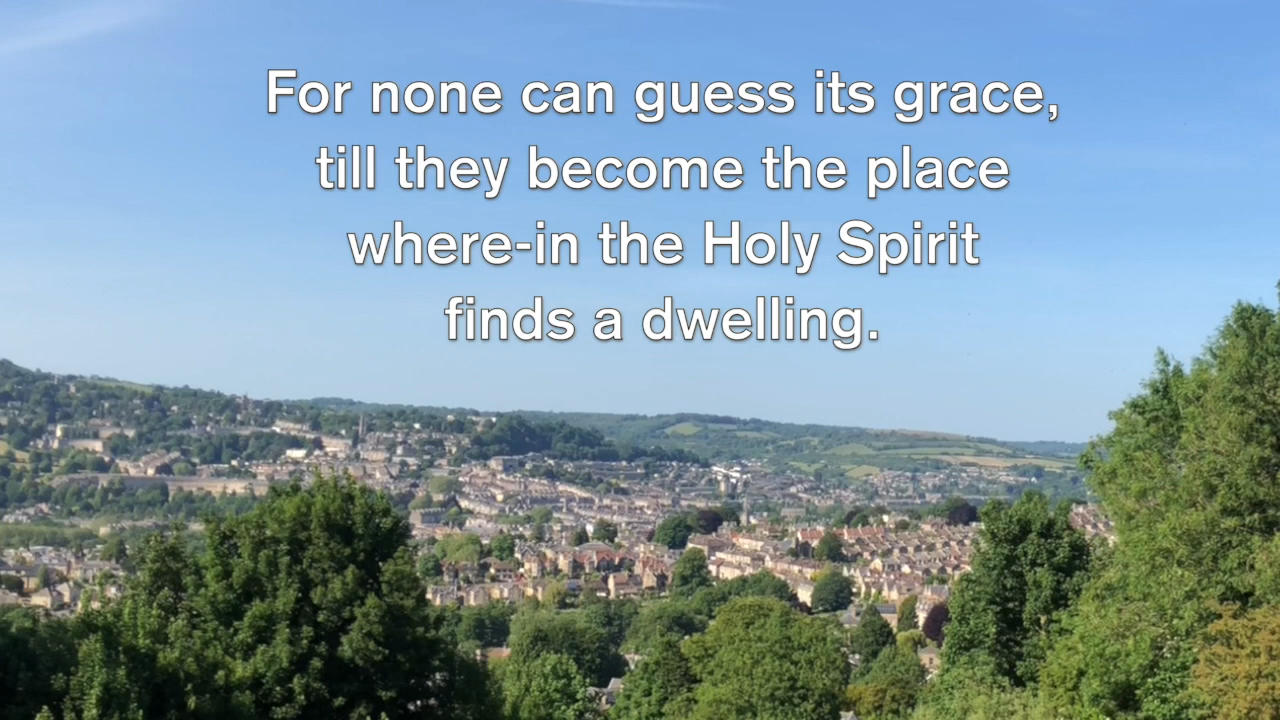 For none can guess its grace,
till they become the place
where-in the Holy Spirit
finds a dwelling.